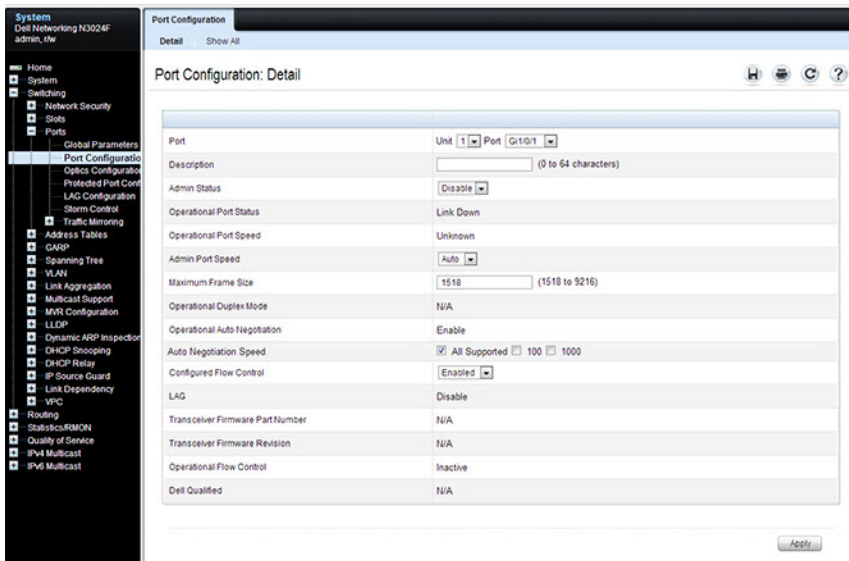 System
Dell Networking N3024F
admin, r/w
Home
System
Switching
Network Security
Slots
Ports
Global Parameters
Port Configuratio
Optics Configuration
Protected Port Conf
LAG Configuration
Storm Control
Traffic Mirroring
Address Tables
GARP
Spanning Tree
VLAN
Link Aggregation
Multicast Support
MVR Configuration
LLDP
Dynamic ARP Inspection
DHCP Snooping
DHCP Relay
IP Source Guard
Link Dependency
VPC
Routing
Statistics/RMON
Quality of Service
IPv4 Multicast
IPv6 Multicast
Port Configuration
Detail Show All
Port Configuration: Detail
?
Port Unit 1 Port Gi1/0/1
Description (0 to 64 characters)
Admin Status Disable
Operational Port Status Link Down
Operational Port Speed Unknown
Admin Port Speed Auto
Maximum Frame Size 1518 (1518 to 9216)
Operational Duplex Mode N/A
Operational Auto Negotiation Enable
Auto Negotiation Speed All Supported 100 1000
Configured Flow Control Enabled
LAG Disable
Transceiver Firmware Part Number N/A
Transceiver Firmware Revision N/A
Operational Flow Control Inactive
Dell Qualified N/A
Apply